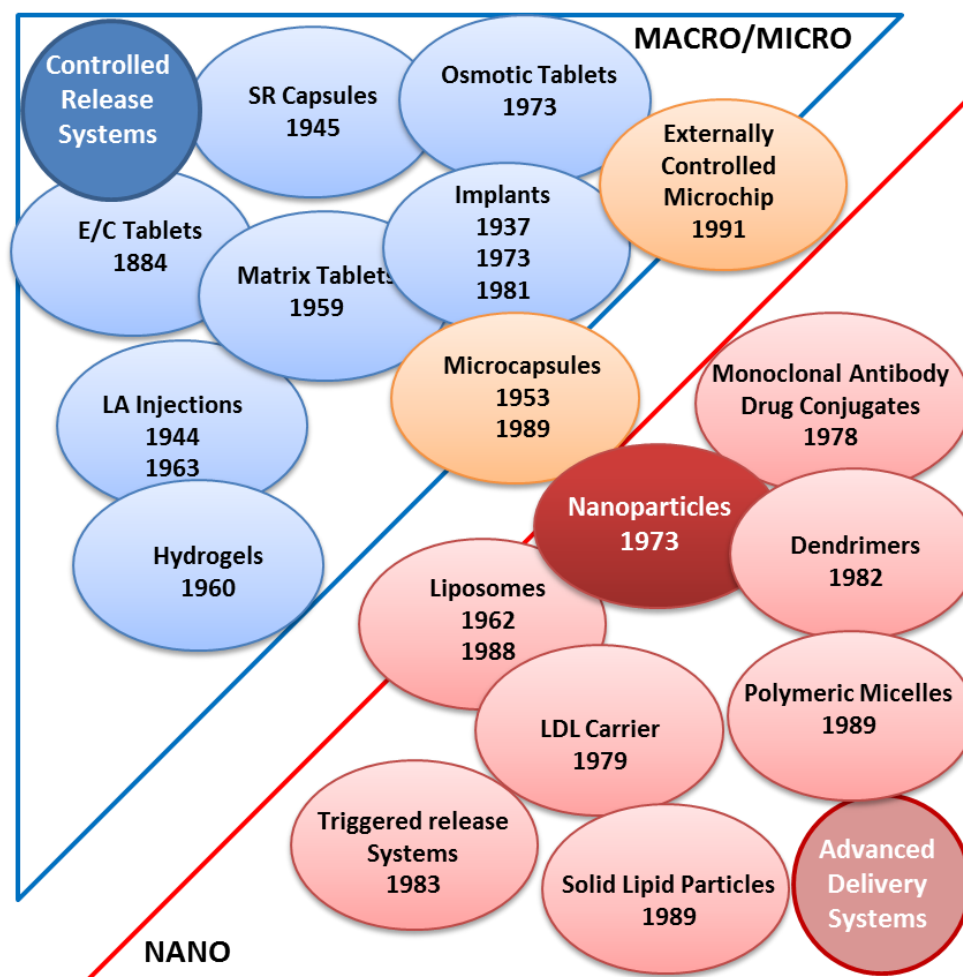 MACRO/MICRO
Controlled
Release
Systems
SR Capsules
1945
Osmotic Tablets
1973
Externally
Controlled
Microchip
1991
E/C Tablets
1884
Matrix Tablets
1959
Implants
1937
1973
1981
Microcapsules
1953
1989
LA Injections
1944
1963
Hydrogels
1960
Monoclonal Antibody
Drug Conjugates
1978
Nanoparticles
1973
Dendrimers
1982
Liposomes
1962
1988
LDL Carrier
1979
Polymeric Micelles
1989
Triggered release
Systems
1983
Solid Lipid Particles
1989
Advanced
Delivery
Systems
NANO